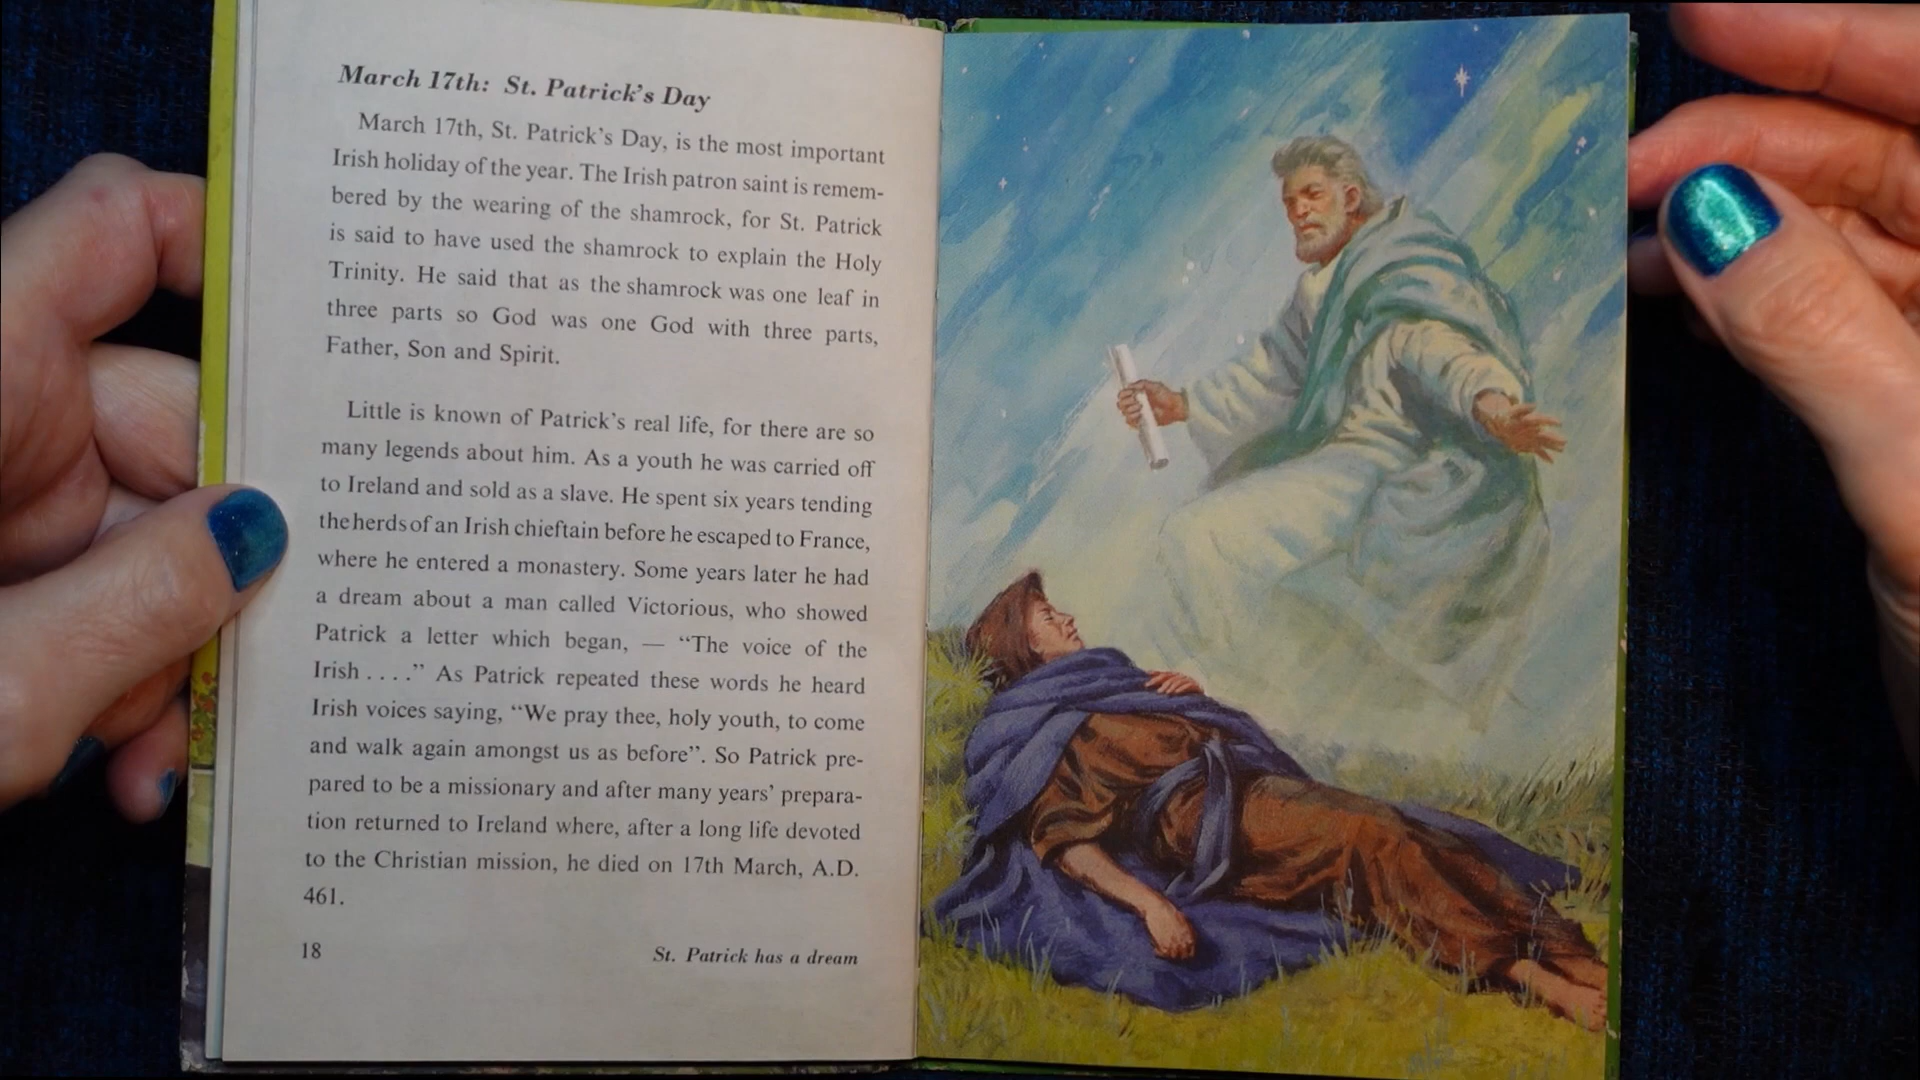 March 17th: St. Patrick's Day
March 17th, St. Patrick's Day, is the most important
Irish holiday of the year. The Irish patron saint is remem-
bered by the wearing of the shamrock, for St. Patrick
is said to have used the shamrock to explain the Holy
Trinity. He said that as the shamrock was one leaf in
three parts so God was one God with three parts,
Father, Son and Spirit.
Little is known of Patrick's real life, for there are so
many legends about him. As a youth he was carried off
to Ireland and sold as a slave. He spent six years tending
the herds of an Irish chieftain before he escaped to France,
where he entered a monastery. Some years later he had
a dream about a man called Victorious, who showed
Patrick a letter which began, — “The voice of the
Irish . . . .” As Patrick repeated these words he heard
Irish voices saying, “We pray thee, holy youth, to come
and walk again amongst us as before”. So Patrick pre-
pared to be a missionary and after many years' prepara-
tion returned to Ireland where, after a long life devoted
to the Christian mission, he died on 17th March, A.D.
461.
18 St. Patrick has a dream